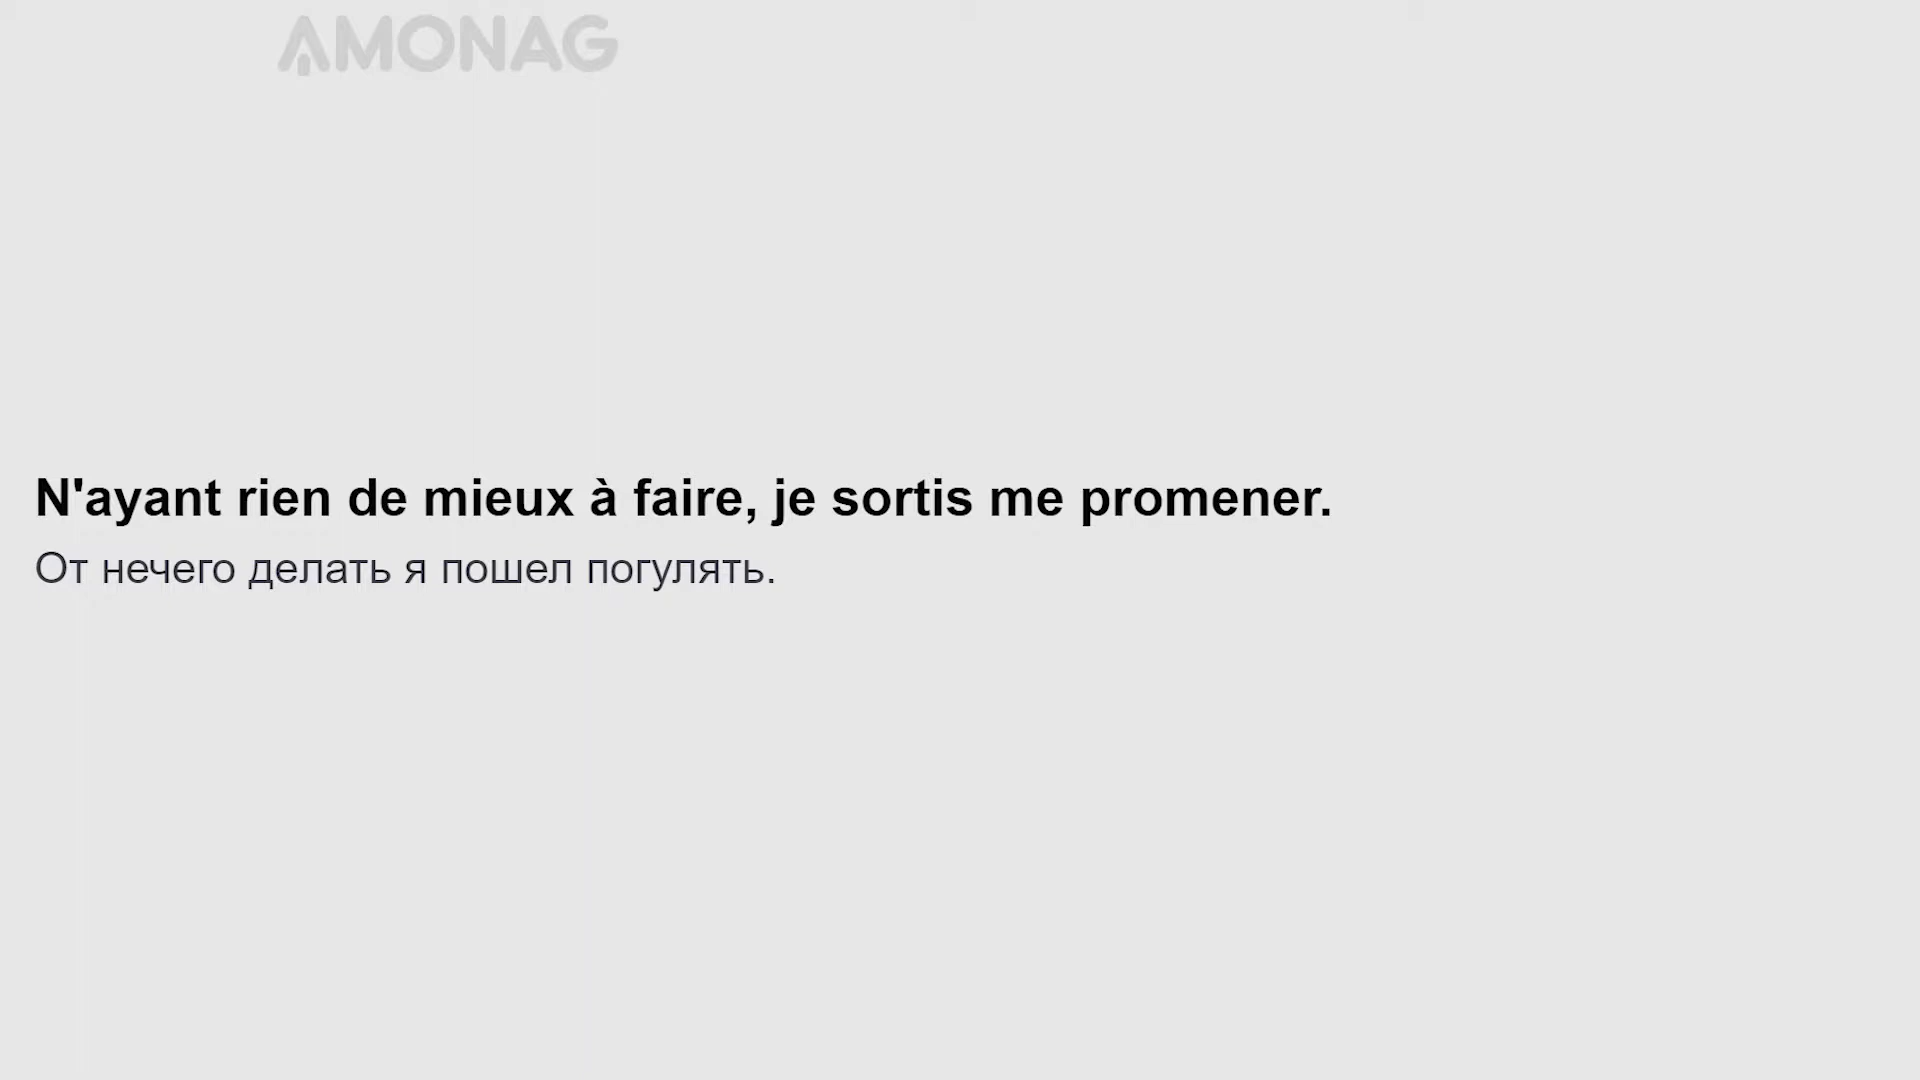 AMONAG
N'ayant rien de mieux à faire, je sortis me promener.
От нечего делать я пошел погулять.